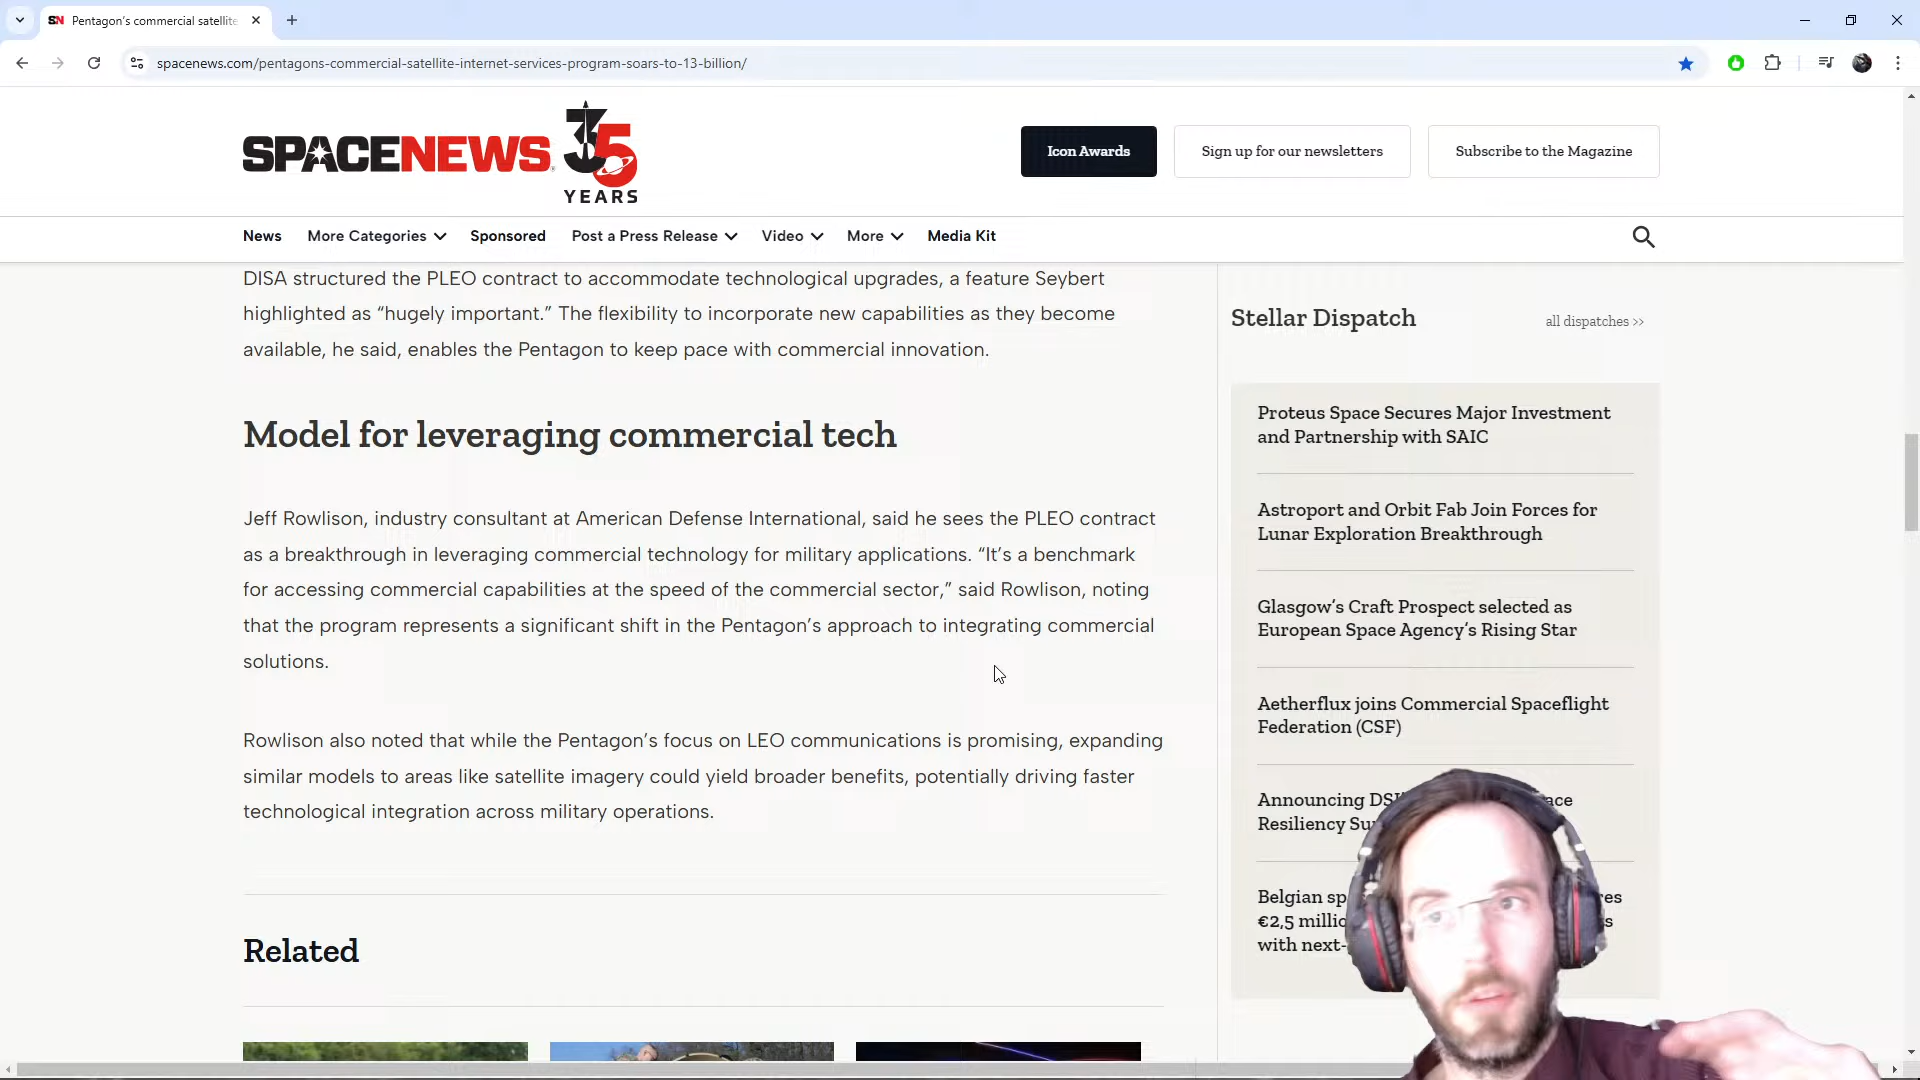 SN Pentagon's commercial satellite
spacenews.com/pentagons-commercial-satellite-internet-services-program-soars-to-13-billion/
SPACENEWS 35 YEARS
Icon Awards
Sign up for our newsletters
Subscribe to the Magazine
News More Categories Sponsored Post a Press Release Video More Media Kit
DISA structured the PLEO contract to accommodate technological upgrades, a feature Seybert
highlighted as “hugely important.” The flexibility to incorporate new capabilities as they become
available, he said, enables the Pentagon to keep pace with commercial innovation.
Model for leveraging commercial tech
Jeff Rowlison, industry consultant at American Defense International, said he sees the PLEO contract
as a breakthrough in leveraging commercial technology for military applications. “It’s a benchmark
for accessing commercial capabilities at the speed of the commercial sector,” said Rowlison, noting
that the program represents a significant shift in the Pentagon’s approach to integrating commercial
solutions.
Rowlison also noted that while the Pentagon’s focus on LEO communications is promising, expanding
similar models to areas like satellite imagery could yield broader benefits, potentially driving faster
technological integration across military operations.
Related
Stellar Dispatch
all dispatches >>
Proteus Space Secures Major Investment
and Partnership with SAIC
Astroport and Orbit Fab Join Forces for
Lunar Exploration Breakthrough
Glasgow’s Craft Prospect selected as
European Space Agency’s Rising Star
Aetherflux joins Commercial Spaceflight
Federation (CSF)
Announcing
Resiliency
Belgian
€2,5
with